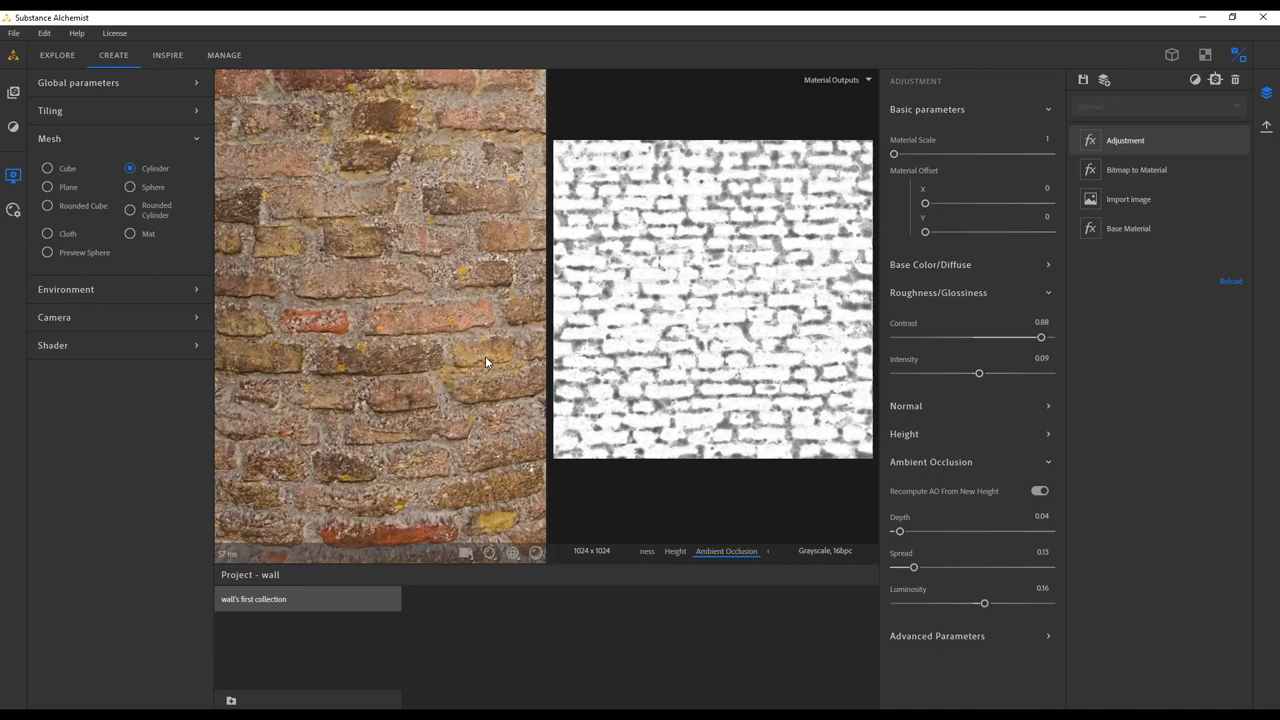 Substance Alchemist
File Edit Help License
EXPLORE CREATE INSPIRE MANAGE
Global parameters
Tiling
Mesh
Cube Cylinder
Plane Sphere
Rounded Cube Rounded Cylinder
Cloth Mat
Preview Sphere
Environment
Camera
Shader
Material Outputs
57 ms
1024 x 1024 ness Height Ambient Occlusion Grayscale, 16bpc
Project - wall
wall's first collection
ADJUSTMENT
Basic parameters
Material Scale 1
Material Offset
X 0
Y 0
Base Color/Diffuse
Roughness/Glossiness
Contrast 0.88
Intensity 0.09
Normal
Height
Ambient Occlusion
Recompute AO From New Height
Depth 0.04
Spread 0.13
Luminosity 0.16
Advanced Parameters
Normal
fx Adjustment
fx Bitmap to Material
Import image
fx Base Material
Reload